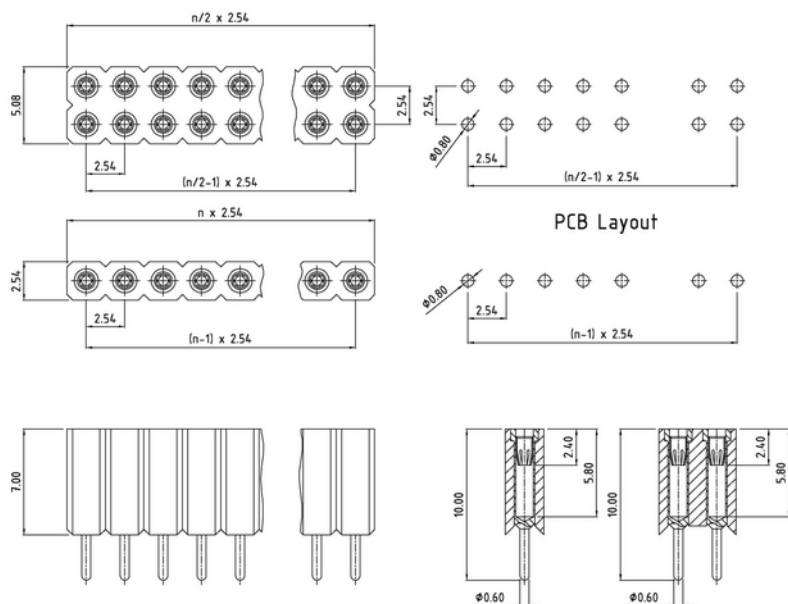 n/2 x 2.54
5.08
2.54
2.54
(n/2-1) x 2.54
2.54
Ø0.80
2.54
(n/2-1) x 2.54
PCB Layout
n x 2.54
2.54
2.54
(n-1) x 2.54
Ø0.80
2.54
(n-1) x 2.54
7.00
10.00
2.40
5.80
Ø0.60
10.00
2.40
5.80
Ø0.60